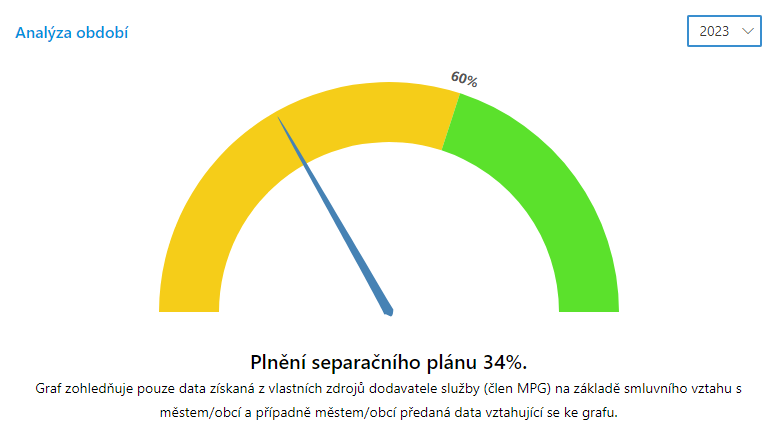 Analýza období
2023
60%
Plnění separačního plánu 34%.
Graf zohledňuje pouze data získaná z vlastních zdrojů dodavatele služby (člen MPG) na základě smluvního vztahu s
městem/obcí a případně městem/obcí předaná data vztahující se ke grafu.